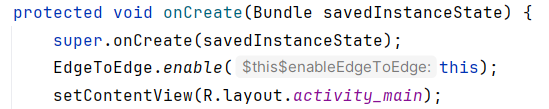 protected void onCreate(Bundle savedInstanceState) {
super.onCreate(savedInstanceState);
EdgeToEdge.enable( $this$enableEdgeToEdge: this);
setContentView(R.layout.activity_main);